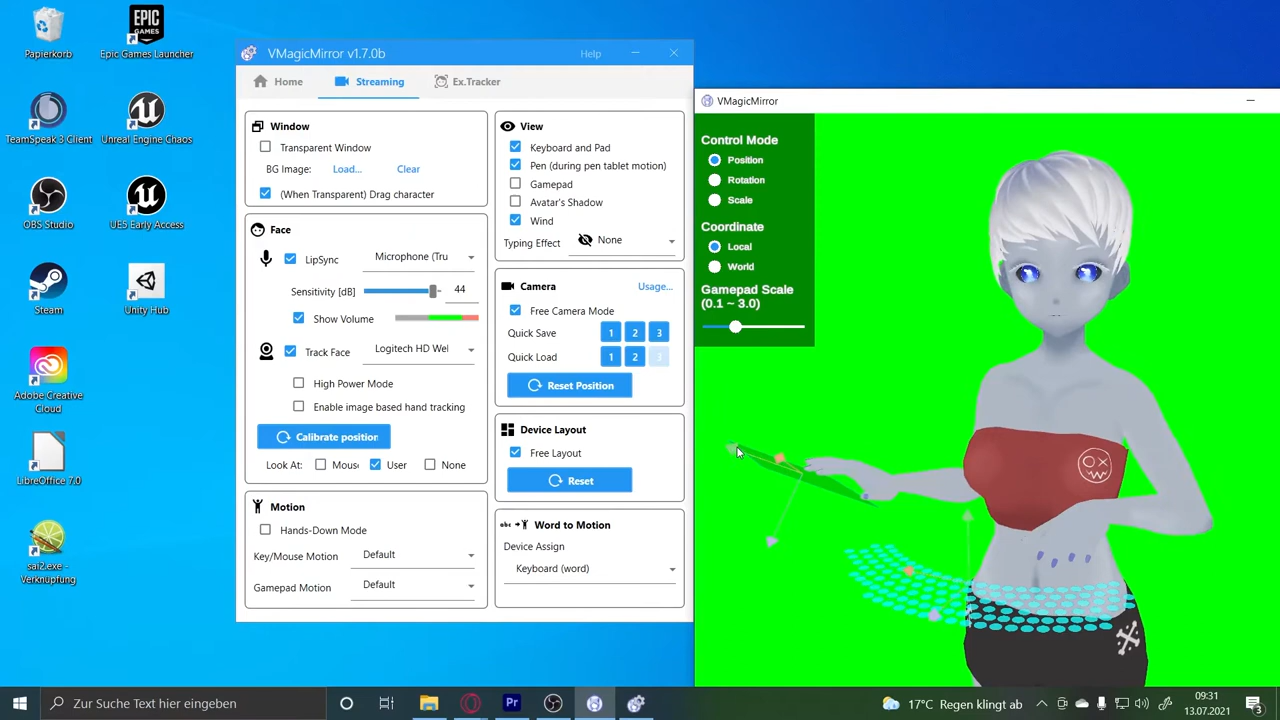 Papierkorb
Epic Games Launcher
TeamSpeak 3 Client
Unreal Engine Chaos
OBS Studio
UE5 Early Access
Steam
Unity Hub
Adobe Creative
Cloud
LibreOffice 7.0
sai2.exe -
Verknüpfung
VMagicMirror v1.7.0b
Help
Home
Streaming
Ex.Tracker
Window
Transparent Window
BG Image:
Load...
Clear
(When Transparent) Drag character
Face
LipSync
Microphone (Tru
Sensitivity [dB]
44
Show Volume
Track Face
Logitech HD Wel
High Power Mode
Enable image based hand tracking
Calibrate position
Look At:
Mouse
User
None
Motion
Hands-Down Mode
Key/Mouse Motion
Default
Gamepad Motion
Default
View
Keyboard and Pad
Pen (during pen tablet motion)
Gamepad
Avatar's Shadow
Wind
Typing Effect
None
Camera
Usage...
Free Camera Mode
Quick Save
1 2 3
Quick Load
1 2 3
Reset Position
Device Layout
Free Layout
Reset
abc
Word to Motion
Device Assign
Keyboard (word)
VMagicMirror
Control Mode
Position
Rotation
Scale
Coordinate
Local
World
Gamepad Scale
(0.1 ~ 3.0)
EPIC
GAMES
Pr
Zur Suche Text hier eingeben
17°C Regen klingt ab
09:31
13.07.2021
3